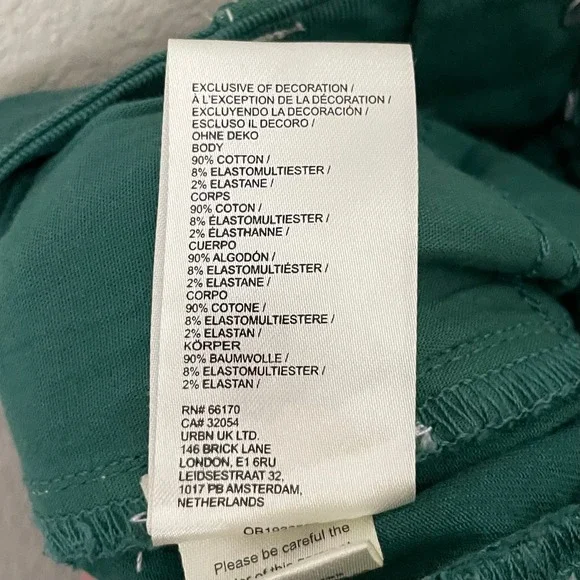 EXCLUSIVE OF DECORATION /
À L'EXCEPTION DE LA DÉCORATION /
EXCLUYENDO LA DECORACIÓN /
ESCLUSO IL DECORO /
OHNE DEKO
BODY
90% COTTON /
8% ELASTOMULTIESTER /
2% ELASTANE /
CORPS
90% COTON /
8% ÉLASTOMULTIESTER /
2% ÉLASTHANNE /
CUERPO
90% ALGODÓN /
8% ELASTOMULTIÉSTER /
2% ELASTANE /
CORPO
90% COTONE /
8% ELASTOMULTIESTERE /
2% ELASTAN /
KÖRPER
90% BAUMWOLLE /
8% ELASTOMULTIESTER /
2% ELASTAN /
RN# 66170
CA# 32054
URBN UK LTD.
146 BRICK LANE
LONDON, E1 6RU
LEIDSESTRAAT 32,
1017 PB AMSTERDAM,
NETHERLANDS
Please be careful the
of this